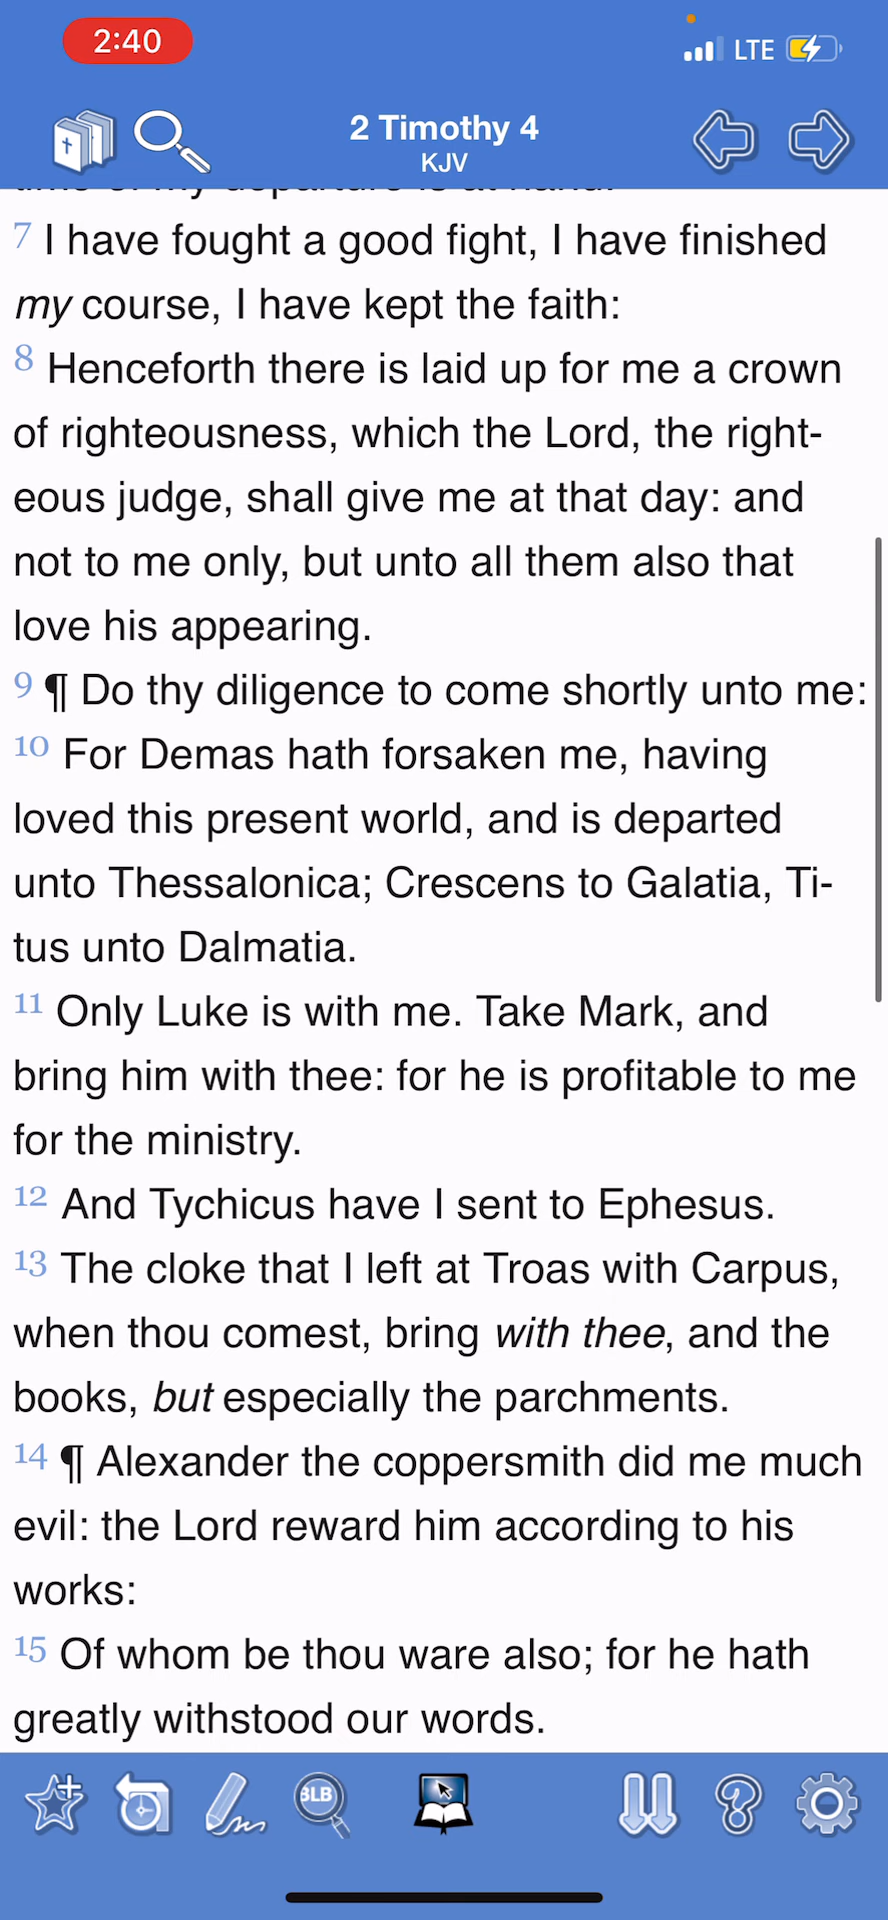 2:40
LTE
2 Timothy 4
KJV
time of my departure is at hand.
7 I have fought a good fight, I have finished
my course, I have kept the faith:
8 Henceforth there is laid up for me a crown
of righteousness, which the Lord, the right-
eous judge, shall give me at that day: and
not to me only, but unto all them also that
love his appearing.
9 ¶ Do thy diligence to come shortly unto me:
10 For Demas hath forsaken me, having
loved this present world, and is departed
unto Thessalonica; Crescens to Galatia, Ti-
tus unto Dalmatia.
11 Only Luke is with me. Take Mark, and
bring him with thee: for he is profitable to me
for the ministry.
12 And Tychicus have I sent to Ephesus.
13 The cloke that I left at Troas with Carpus,
when thou comest, bring with thee, and the
books, but especially the parchments.
14 ¶ Alexander the coppersmith did me much
evil: the Lord reward him according to his
works:
15 Of whom be thou ware also; for he hath
greatly withstood our words.
BLB